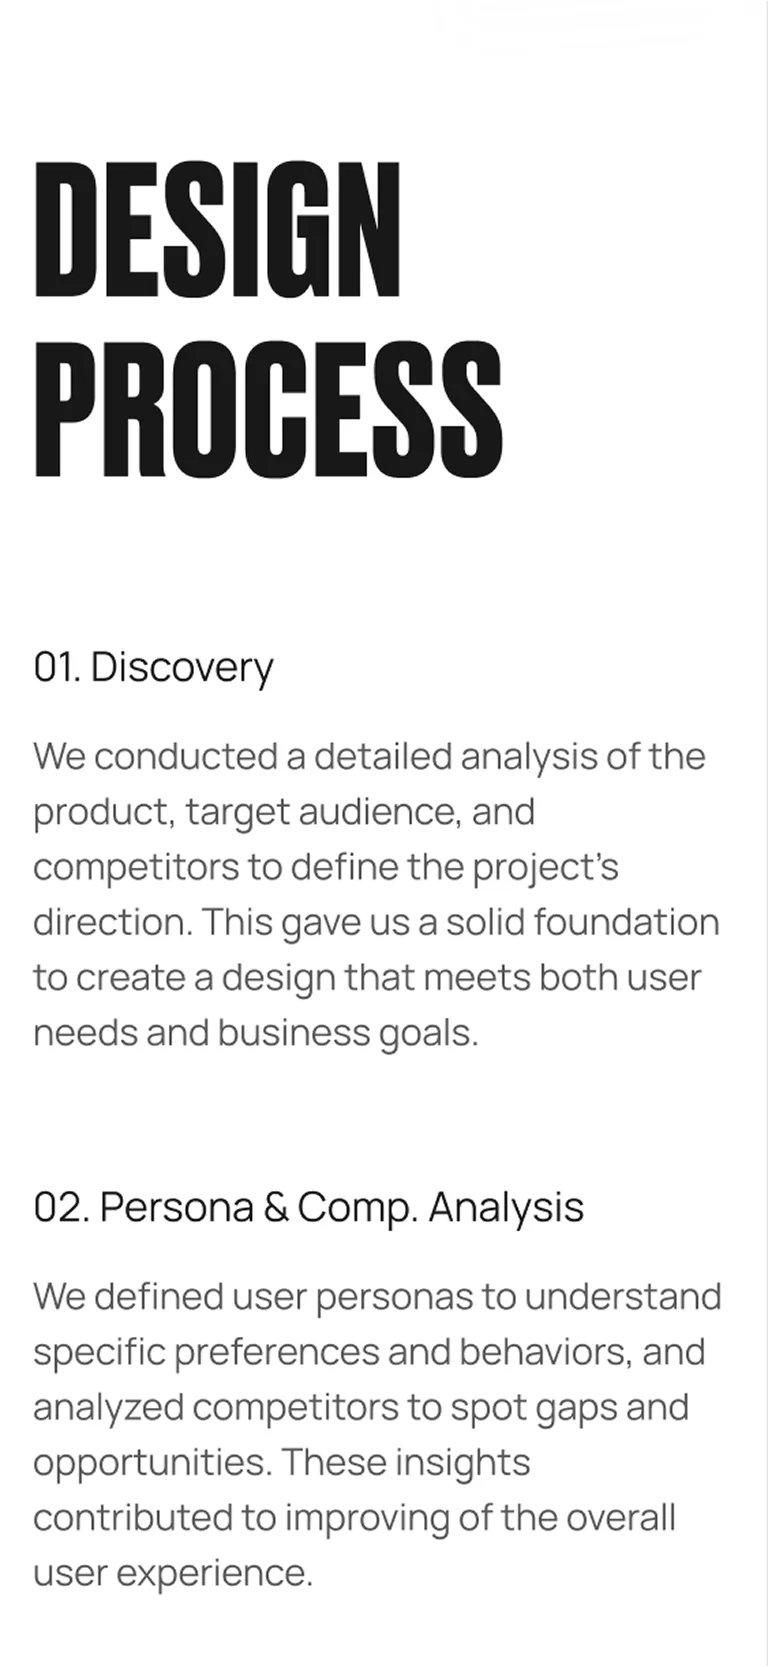 DESIGN
PROCESS
01. Discovery
We conducted a detailed analysis of the
product, target audience, and
competitors to define the project’s
direction. This gave us a solid foundation
to create a design that meets both user
needs and business goals.
02. Persona & Comp. Analysis
We defined user personas to understand
specific preferences and behaviors, and
analyzed competitors to spot gaps and
opportunities. These insights
contributed to improving of the overall
user experience.